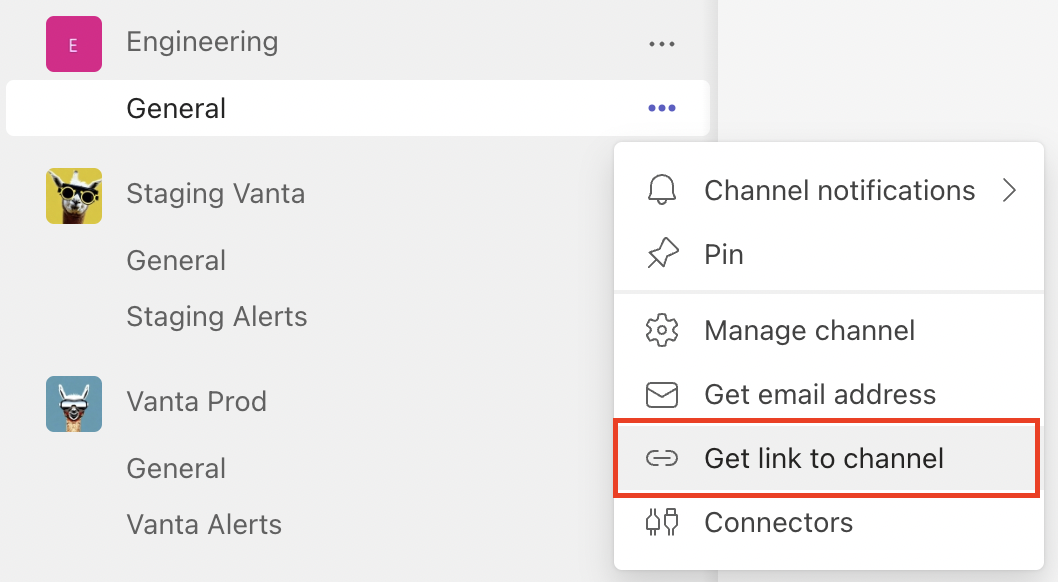 E
Engineering
General
Staging Vanta
General
Staging Alerts
Vanta Prod
General
Vanta Alerts
Channel notifications
Pin
Manage channel
Get email address
Get link to channel
Connectors